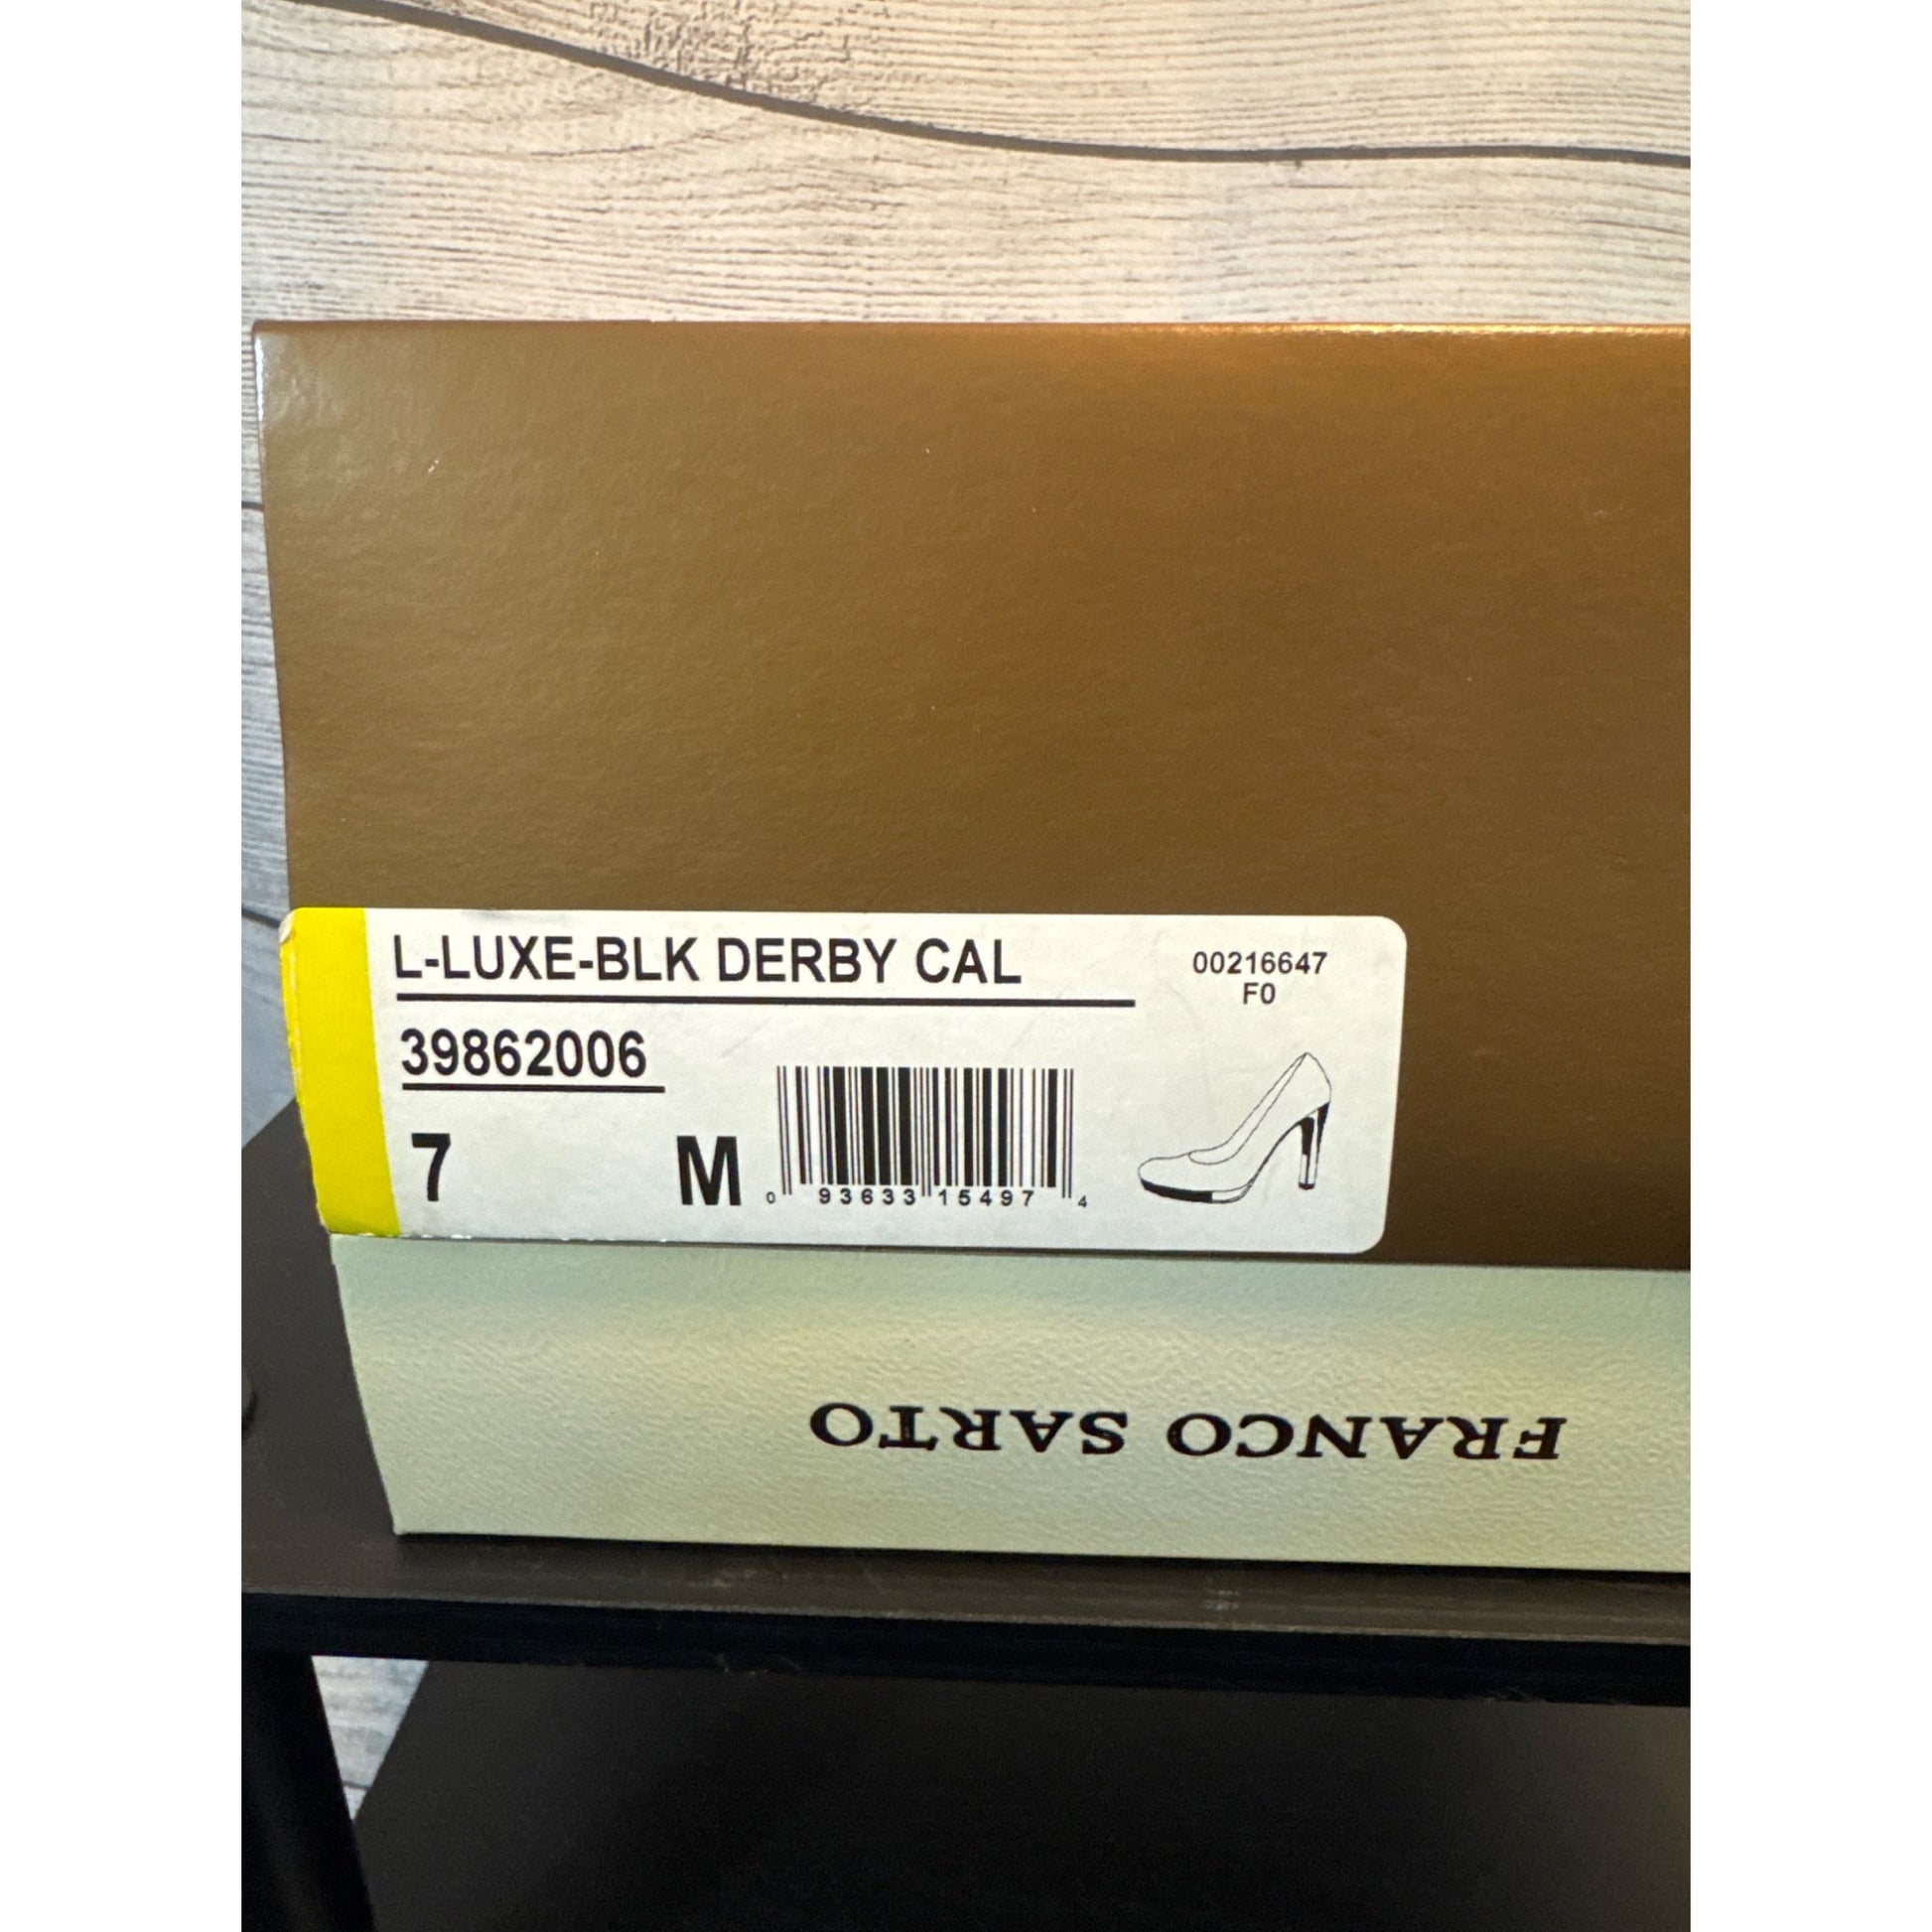 L-LUXE-BLK DERBY CAL
00216647
F0
39862006
7 M
0 93633 15497 4
FRANCO SARTO